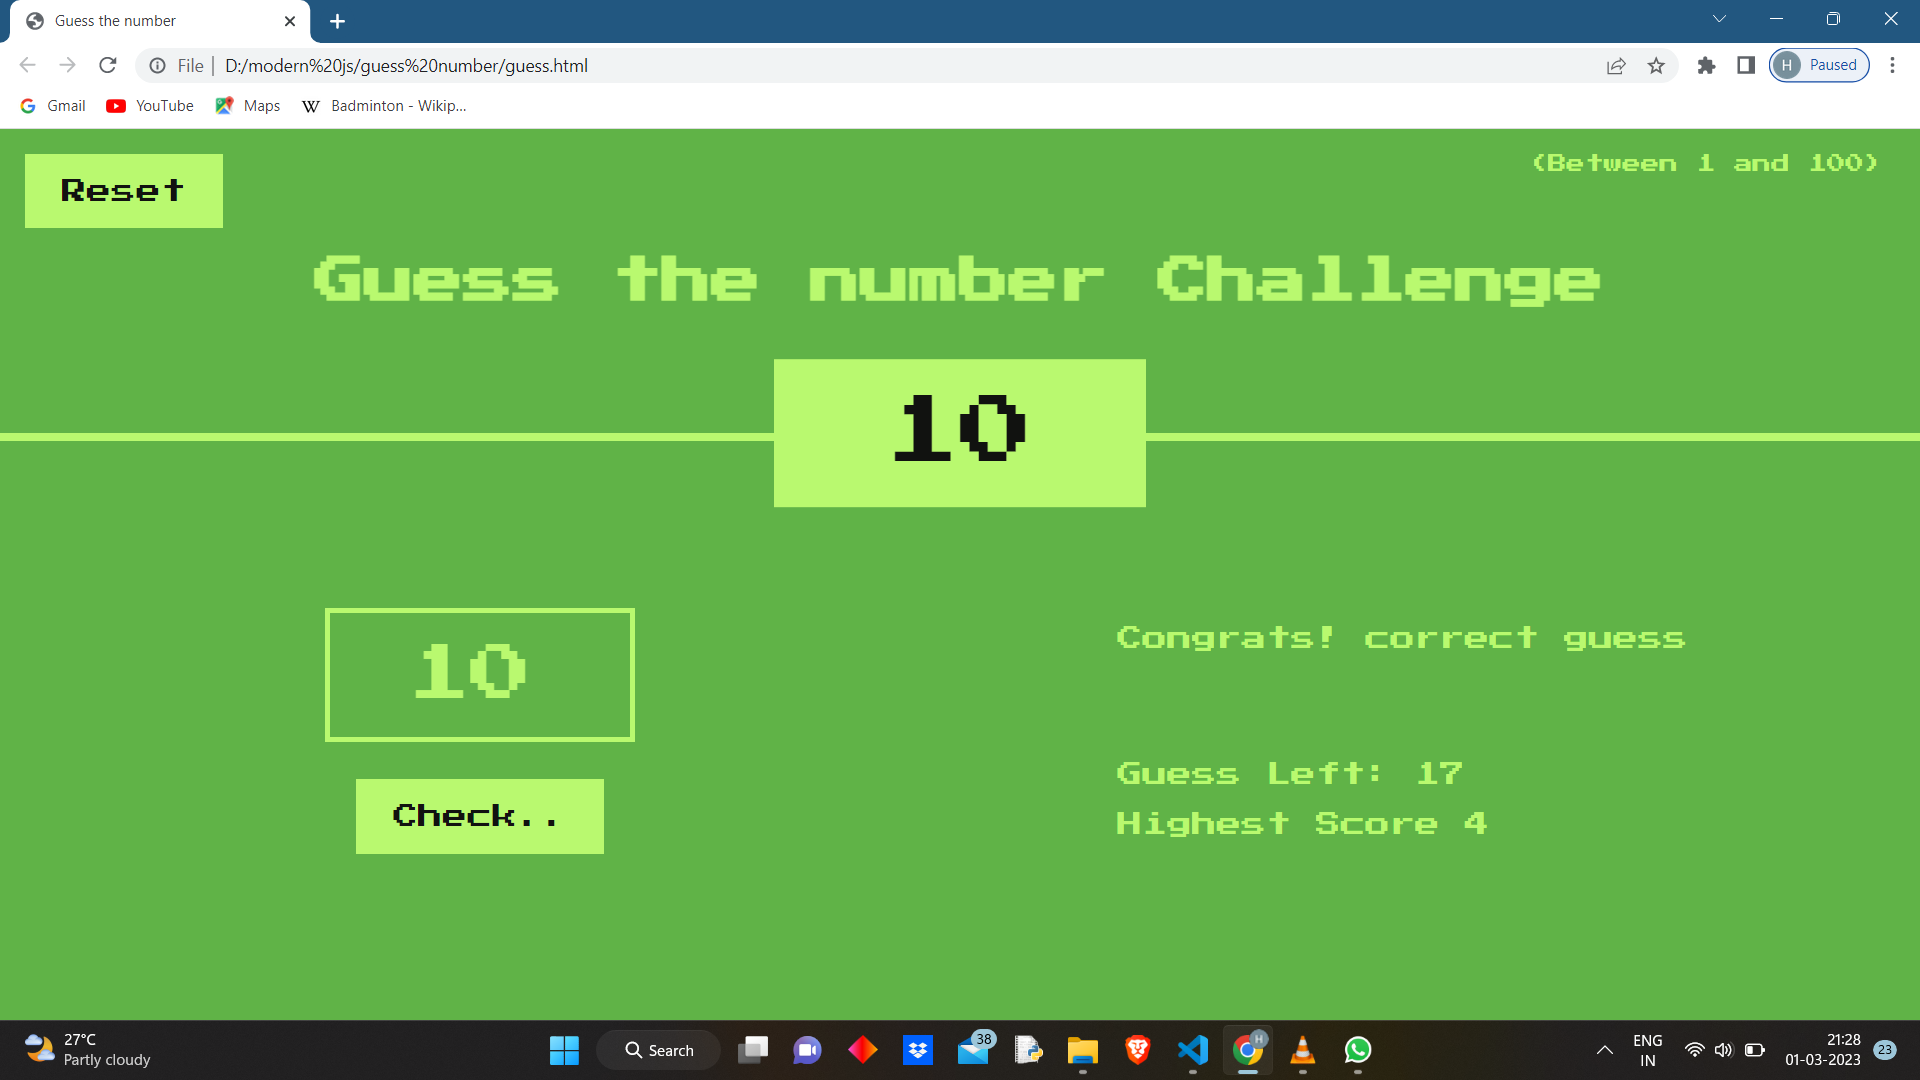 Guess the number
File | D:/modern%20js/guess%20number/guess.html
H Paused
Gmail YouTube Maps W Badminton - Wikip...
Reset
(Between 1 and 100)
Guess the number Challenge
10
10
Congrats! correct guess
Check..
Guess Left: 17
Highest Score 4
27°C
Partly cloudy
Search
38
H
ENG
IN
21:28
01-03-2023
23